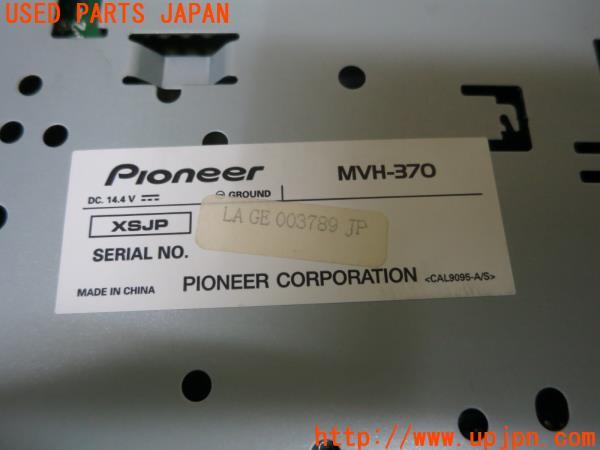 USED PARTS JAPAN
Pioneer
MVH-370
DC. 14.4 V ⊖ GROUND
XSJP
LA GE 003789 JP
SERIAL NO.
MADE IN CHINA
PIONEER CORPORATION <CAL9095-A/S>
UPJ http://www.upjpn.com